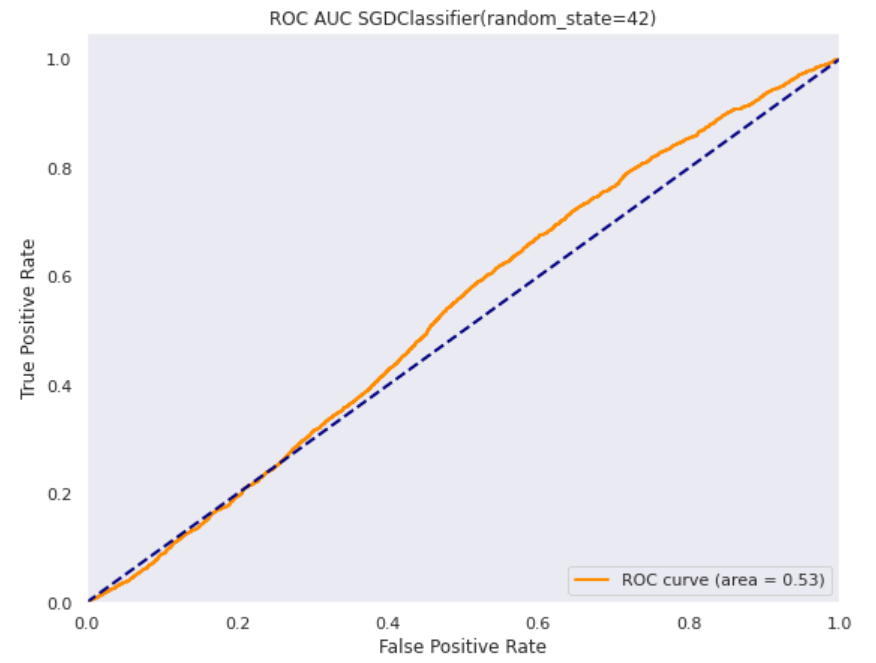 ROC AUC SGDClassifier(random_state=42)
True Positive Rate
1.0
0.8
0.6
0.4
0.2
0.0
ROC curve (area = 0.53)
0.0 0.2 0.4 0.6 0.8 1.0
False Positive Rate